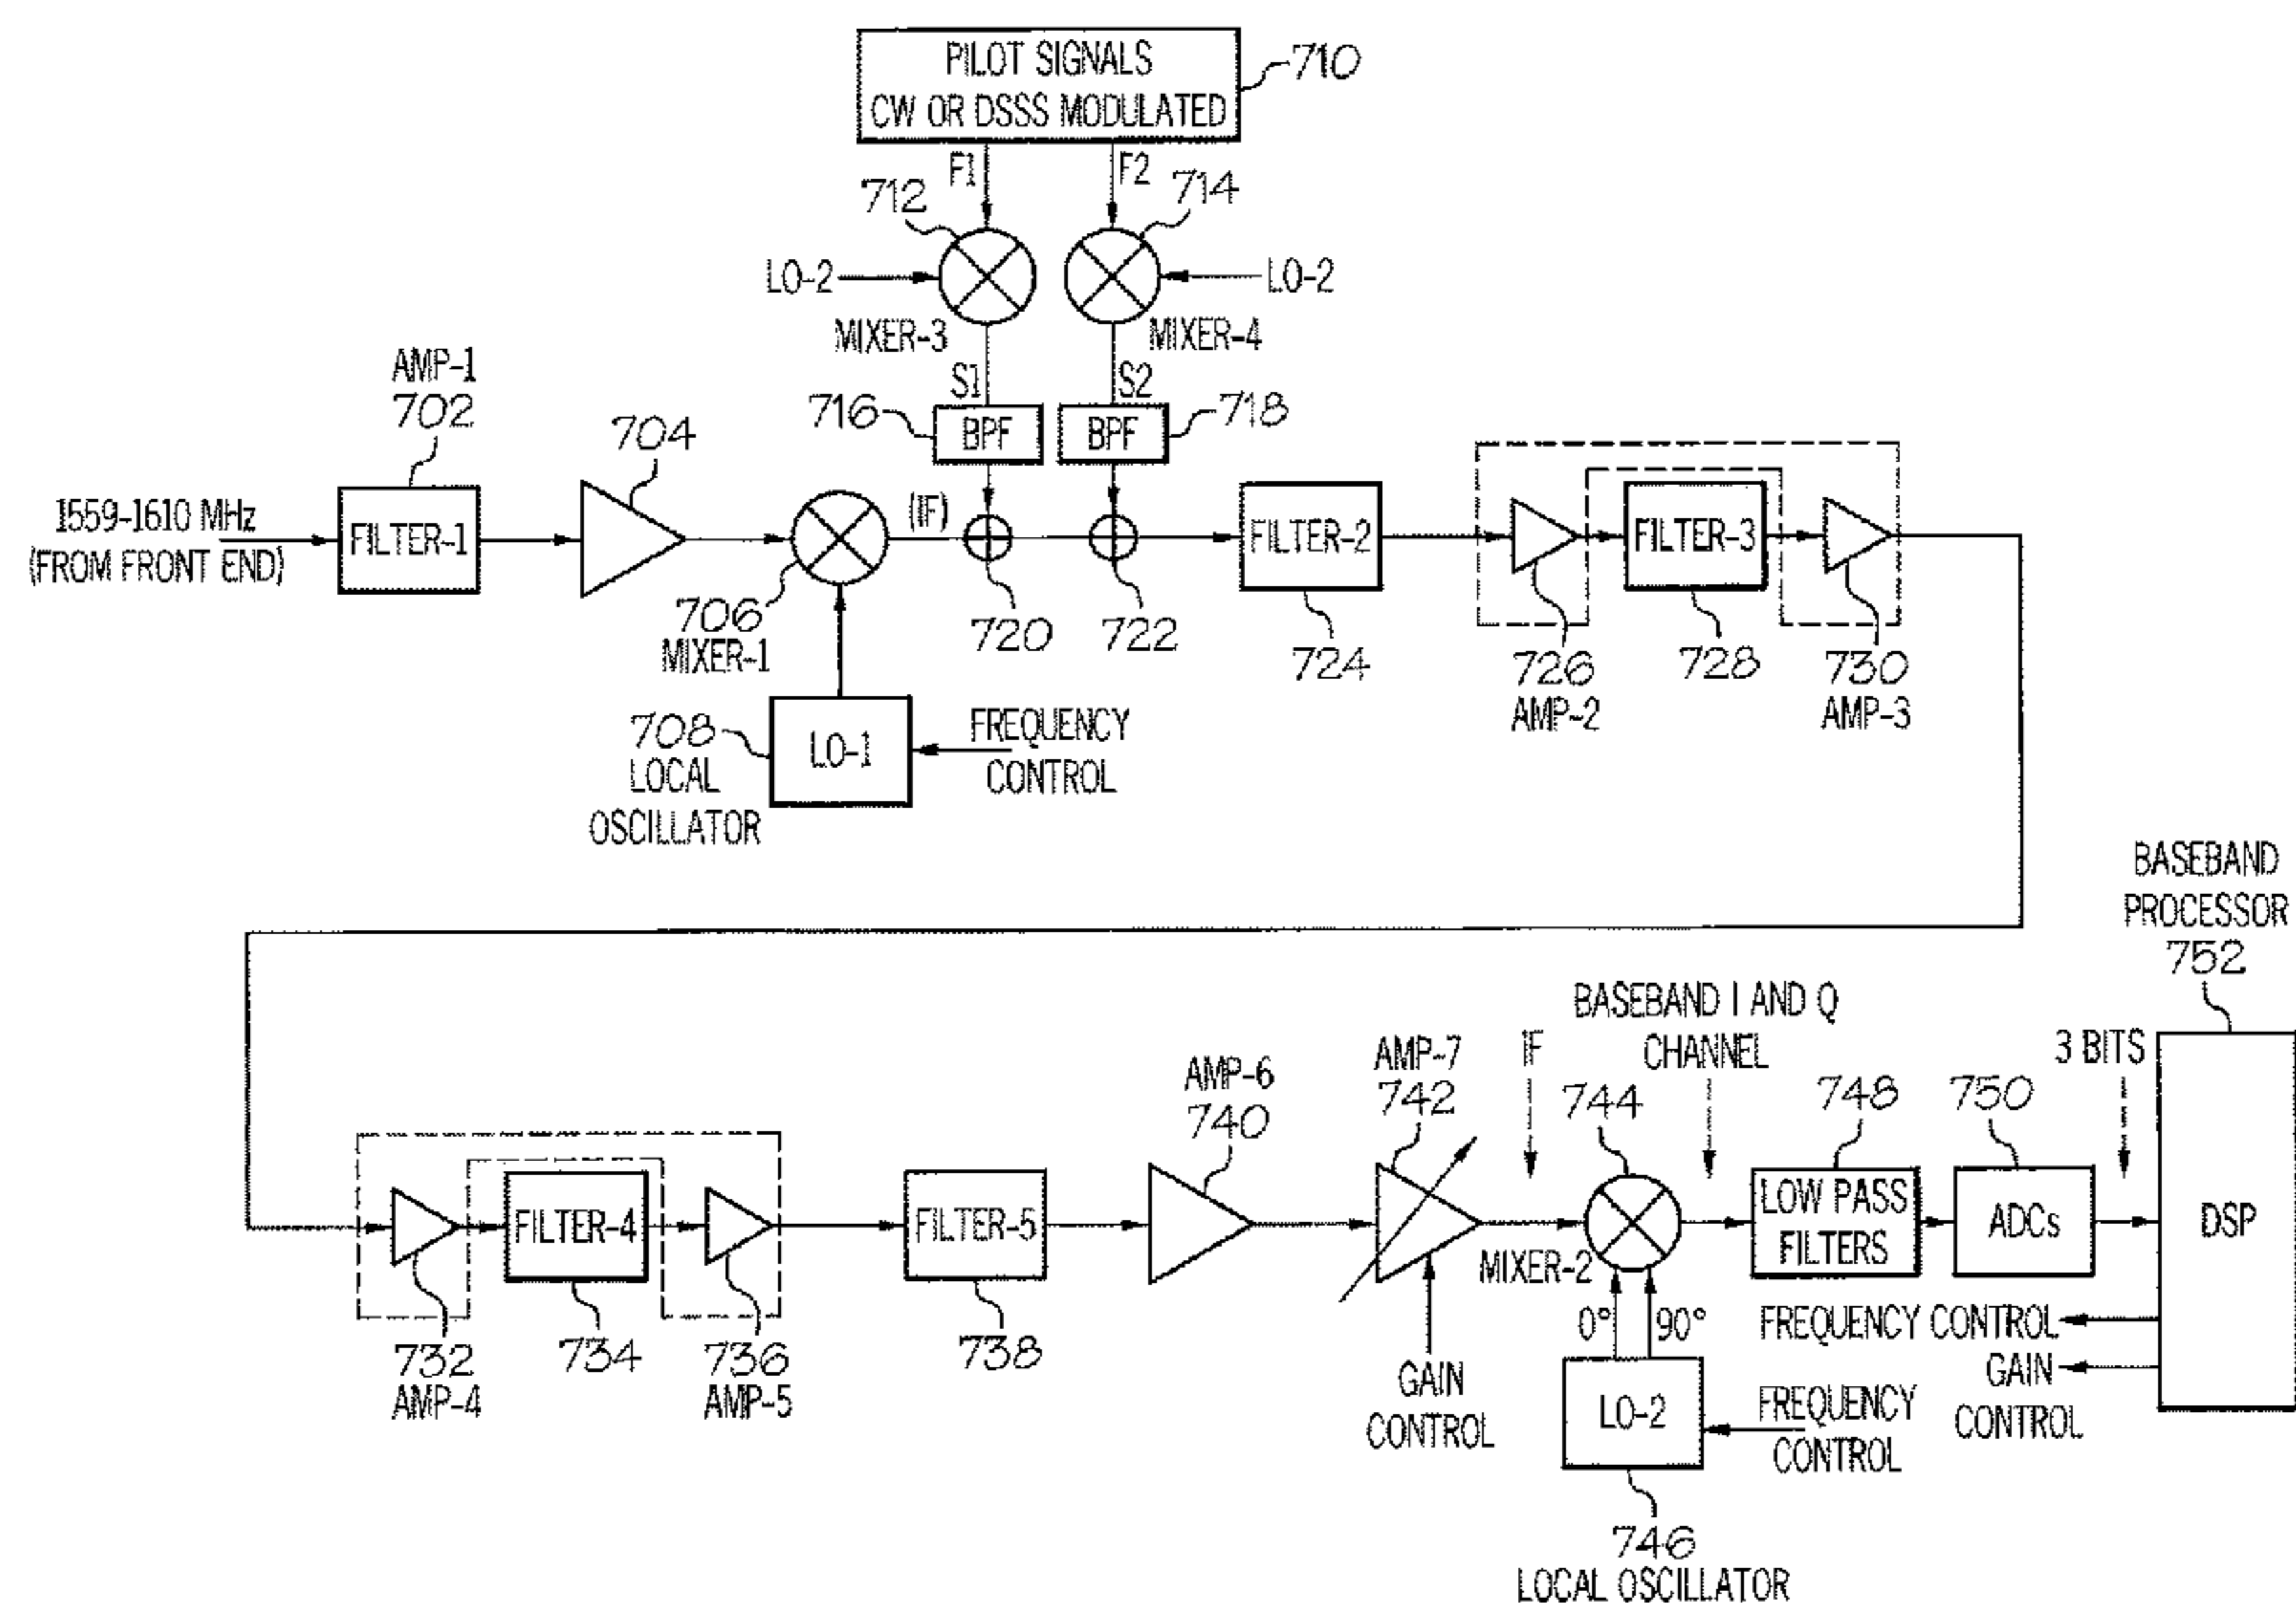 PILOT SIGNALS
CW OR DSSS MODULATED
710
F1
F2
712
714
LO-2
LO-2
MIXER-3
MIXER-4
AMP-1
702
704
S1
S2
716
BPF
BPF
718
1559-1610 MHz
(FROM FRONT END)
FILTER-1
(IF)
FILTER-2
FILTER-3
706
MIXER-1
720
722
724
726
AMP-2
728
730
AMP-3
708
LOCAL
OSCILLATOR
LO-1
FREQUENCY
CONTROL
BASEBAND
PROCESSOR
752
BASEBAND I AND Q
CHANNEL
IF
3 BITS
AMP-6
740
AMP-7
742
744
748
750
FILTER-4
FILTER-5
MIXER-2
LOW PASS
FILTERS
ADCs
DSP
732
AMP-4
734
736
AMP-5
738
0°
90°
FREQUENCY CONTROL
GAIN
CONTROL
GAIN
CONTROL
LO-2
FREQUENCY
CONTROL
746
LOCAL OSCILLATOR